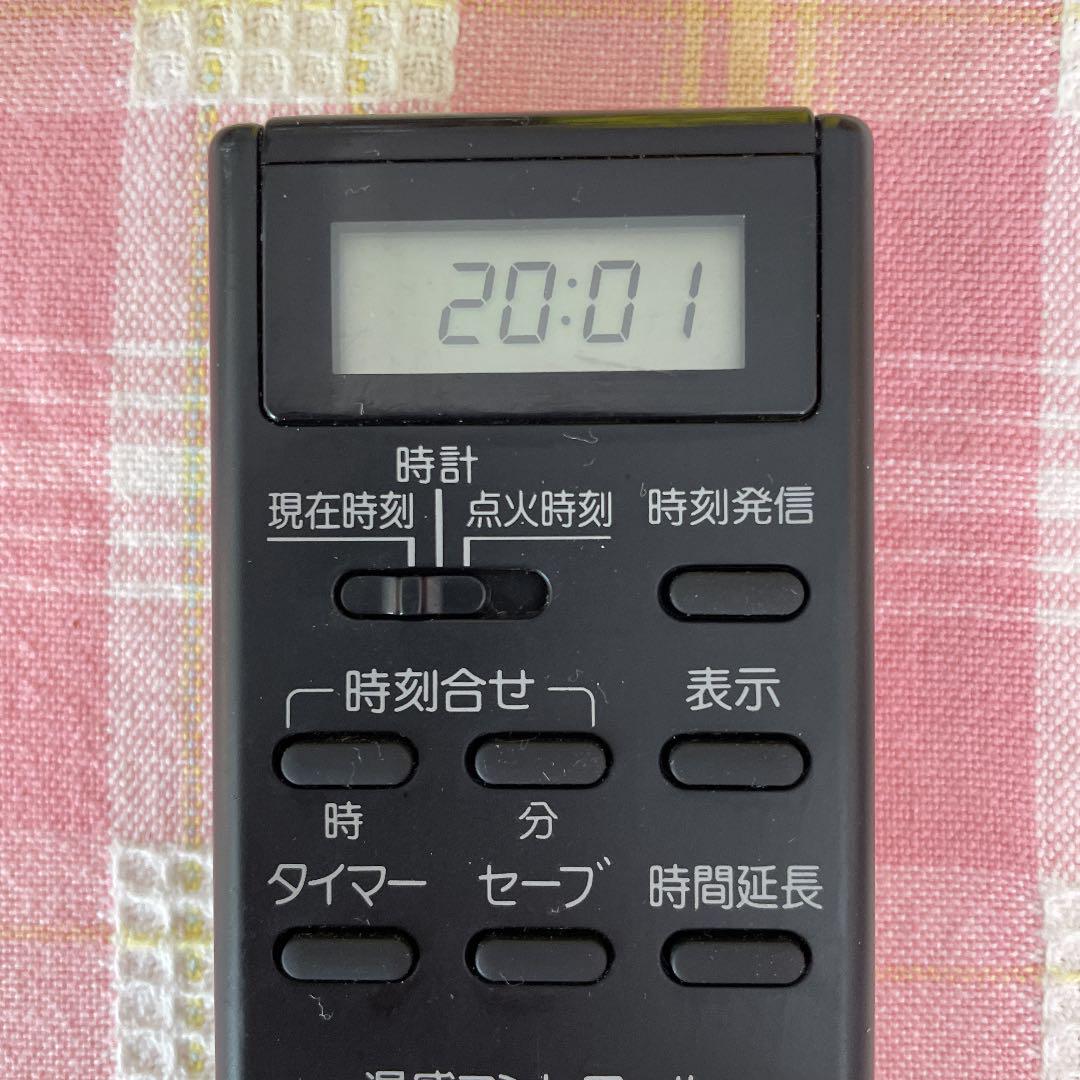 20:01
時計
現在時刻 点火時刻 時刻発信
時刻合せ 表示
時 分
タイマー セーブ 時間延長